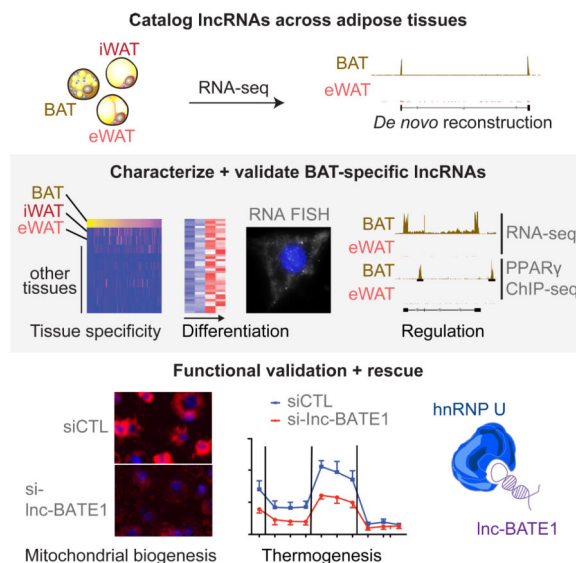 Catalog lncRNAs across adipose tissues
iWAT
BAT
eWAT
RNA-seq
BAT
eWAT
De novo reconstruction
Characterize + validate BAT-specific lncRNAs
BAT
iWAT
eWAT
other
tissues
Tissue specificity
Differentiation
RNA FISH
BAT
eWAT
RNA-seq
BAT
eWAT
PPARγ
ChIP-seq
Regulation
Functional validation + rescue
siCTL
si-
lnc-BATE1
Mitochondrial biogenesis
siCTL
si-lnc-BATE1
Thermogenesis
hnRNP U
lnc-BATE1